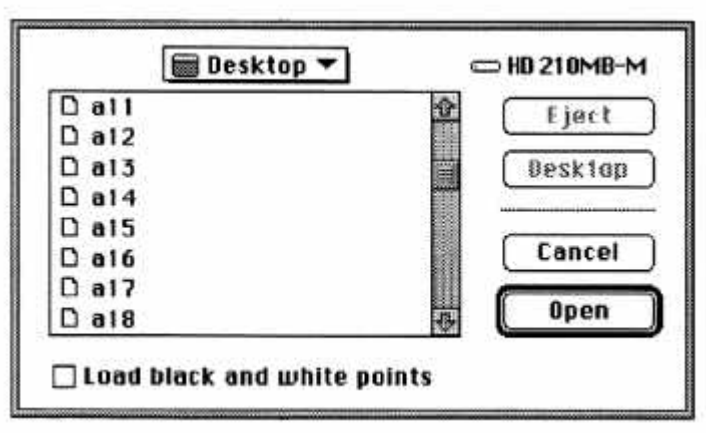 Desktop
HD 210MB-M
a11
a12
a13
a14
a15
a16
a17
a18
Eject
Desktop
Cancel
Open
Load black and white points